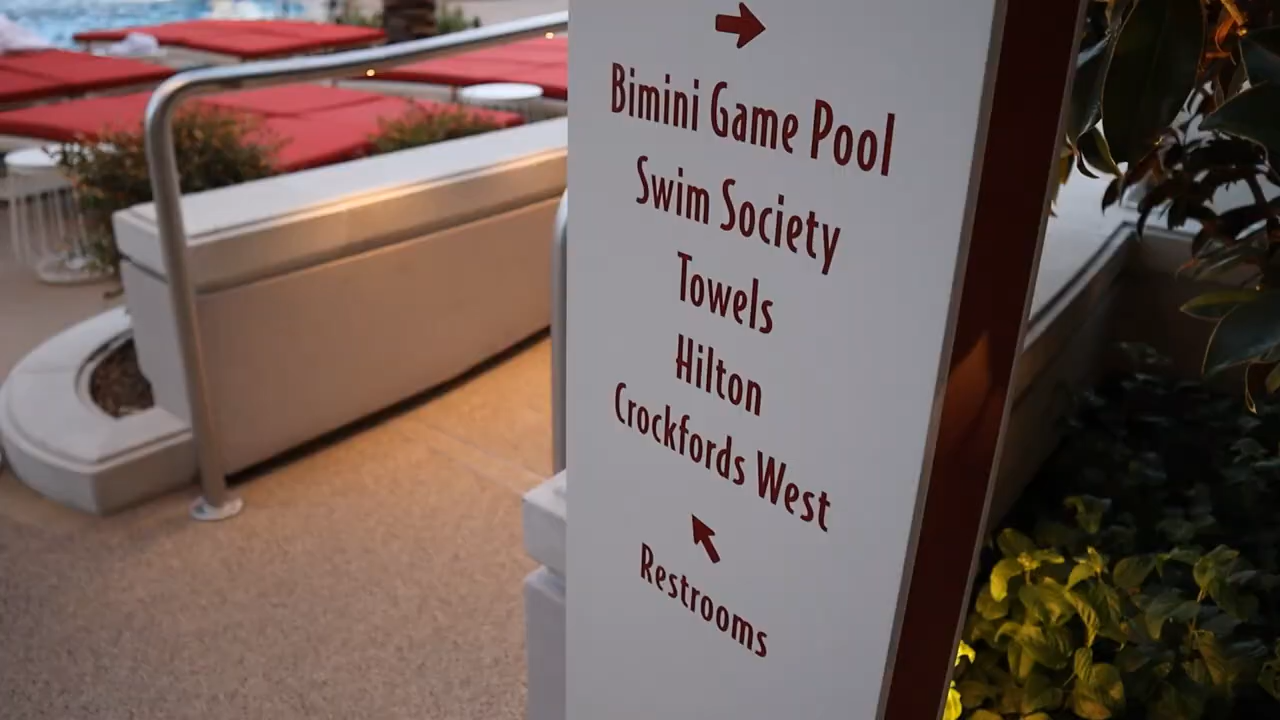 Bimini Game Pool
Swim Society
Towels
Hilton
Crockfords West
Restrooms